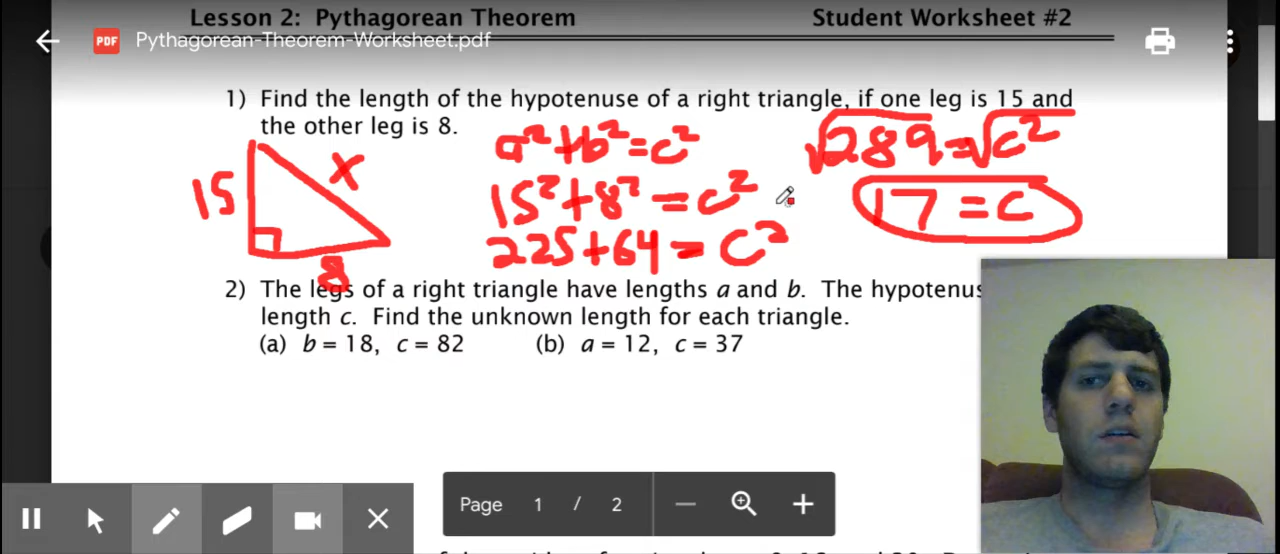 Lesson 2: Pythagorean Theorem Student Worksheet #2
PDF Pythagorean-Theorem-Worksheet.pdf
1) Find the length of the hypotenuse of a right triangle, if one leg is 15 and
the other leg is 8.
15
x
8
a²+b²=c²
15²+8²=c²
225+64=c²
√289=√c²
17=c
2) The legs of a right triangle have lengths a and b. The
length c. Find the unknown length for each triangle.
(a) b = 18, c = 82 (b) a = 12, c = 37
Page 1 / 2